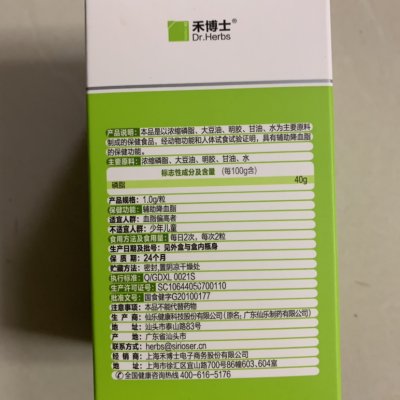 禾博士®
Dr.Herbs
产品说明：本品是以浓缩磷脂、大豆油、明胶、甘油、水为主要原料
制成的保健食品，经动物功能和人体试食试验证明，具有辅助降血脂
的保健功能。
主要原料：浓缩磷脂、大豆油、明胶、甘油、水
标志性成分及含量（每100g含）
磷脂 40g
产品规格：1.0g/粒
保健功能：辅助降血脂
适宜人群：血脂偏高者
不适宜人群：少年儿童
食用方法及食用量：每日2次，每次2粒
生产日期及批号：见外盒与盒内瓶身
保 质 期：24个月
贮藏方法：密封，置阴凉干燥处
执行标准：Q/GDXL 0021S
生产许可证号：SC10644050700110
批准文号：国食健字G20100177
注意事项：本品不能代替药物
生 产 商：仙乐健康科技股份有限公司（原名：广东仙乐制药有限公司）
地 址：汕头市泰山路83号
产 地：广东省汕头市
联系方式：herbs@sirioser.com
经 销 商：上海禾博士电子商务股份有限公司
地 址：上海市徐汇区宜山路700号86幢603,604室
全国健康咨询热线 400-616-5176